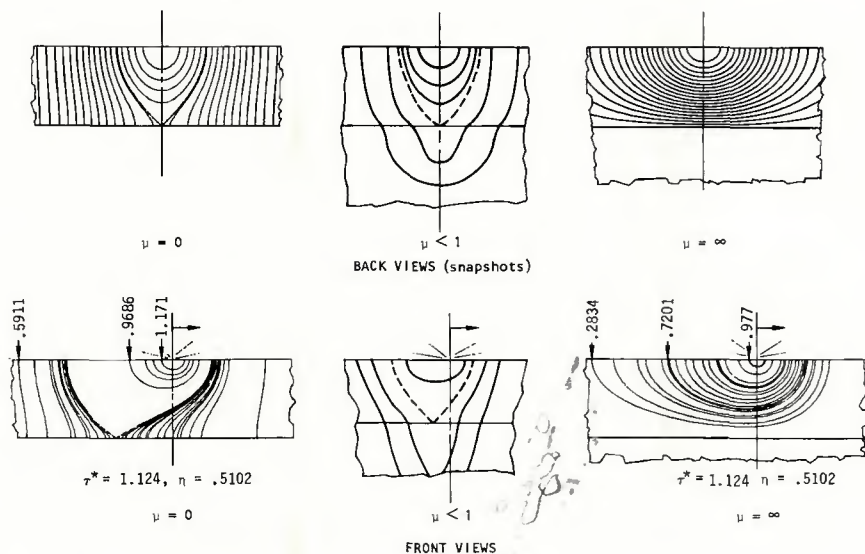 μ = 0
μ < 1
μ = ∞
BACK VIEWS (snapshots)
.5911
.9686
1.171
.2834
.7201
.977
τ* = 1.124, η = .5102
μ = 0
μ < 1
τ* = 1.124 η = .5102
μ = ∞
FRONT VIEWS